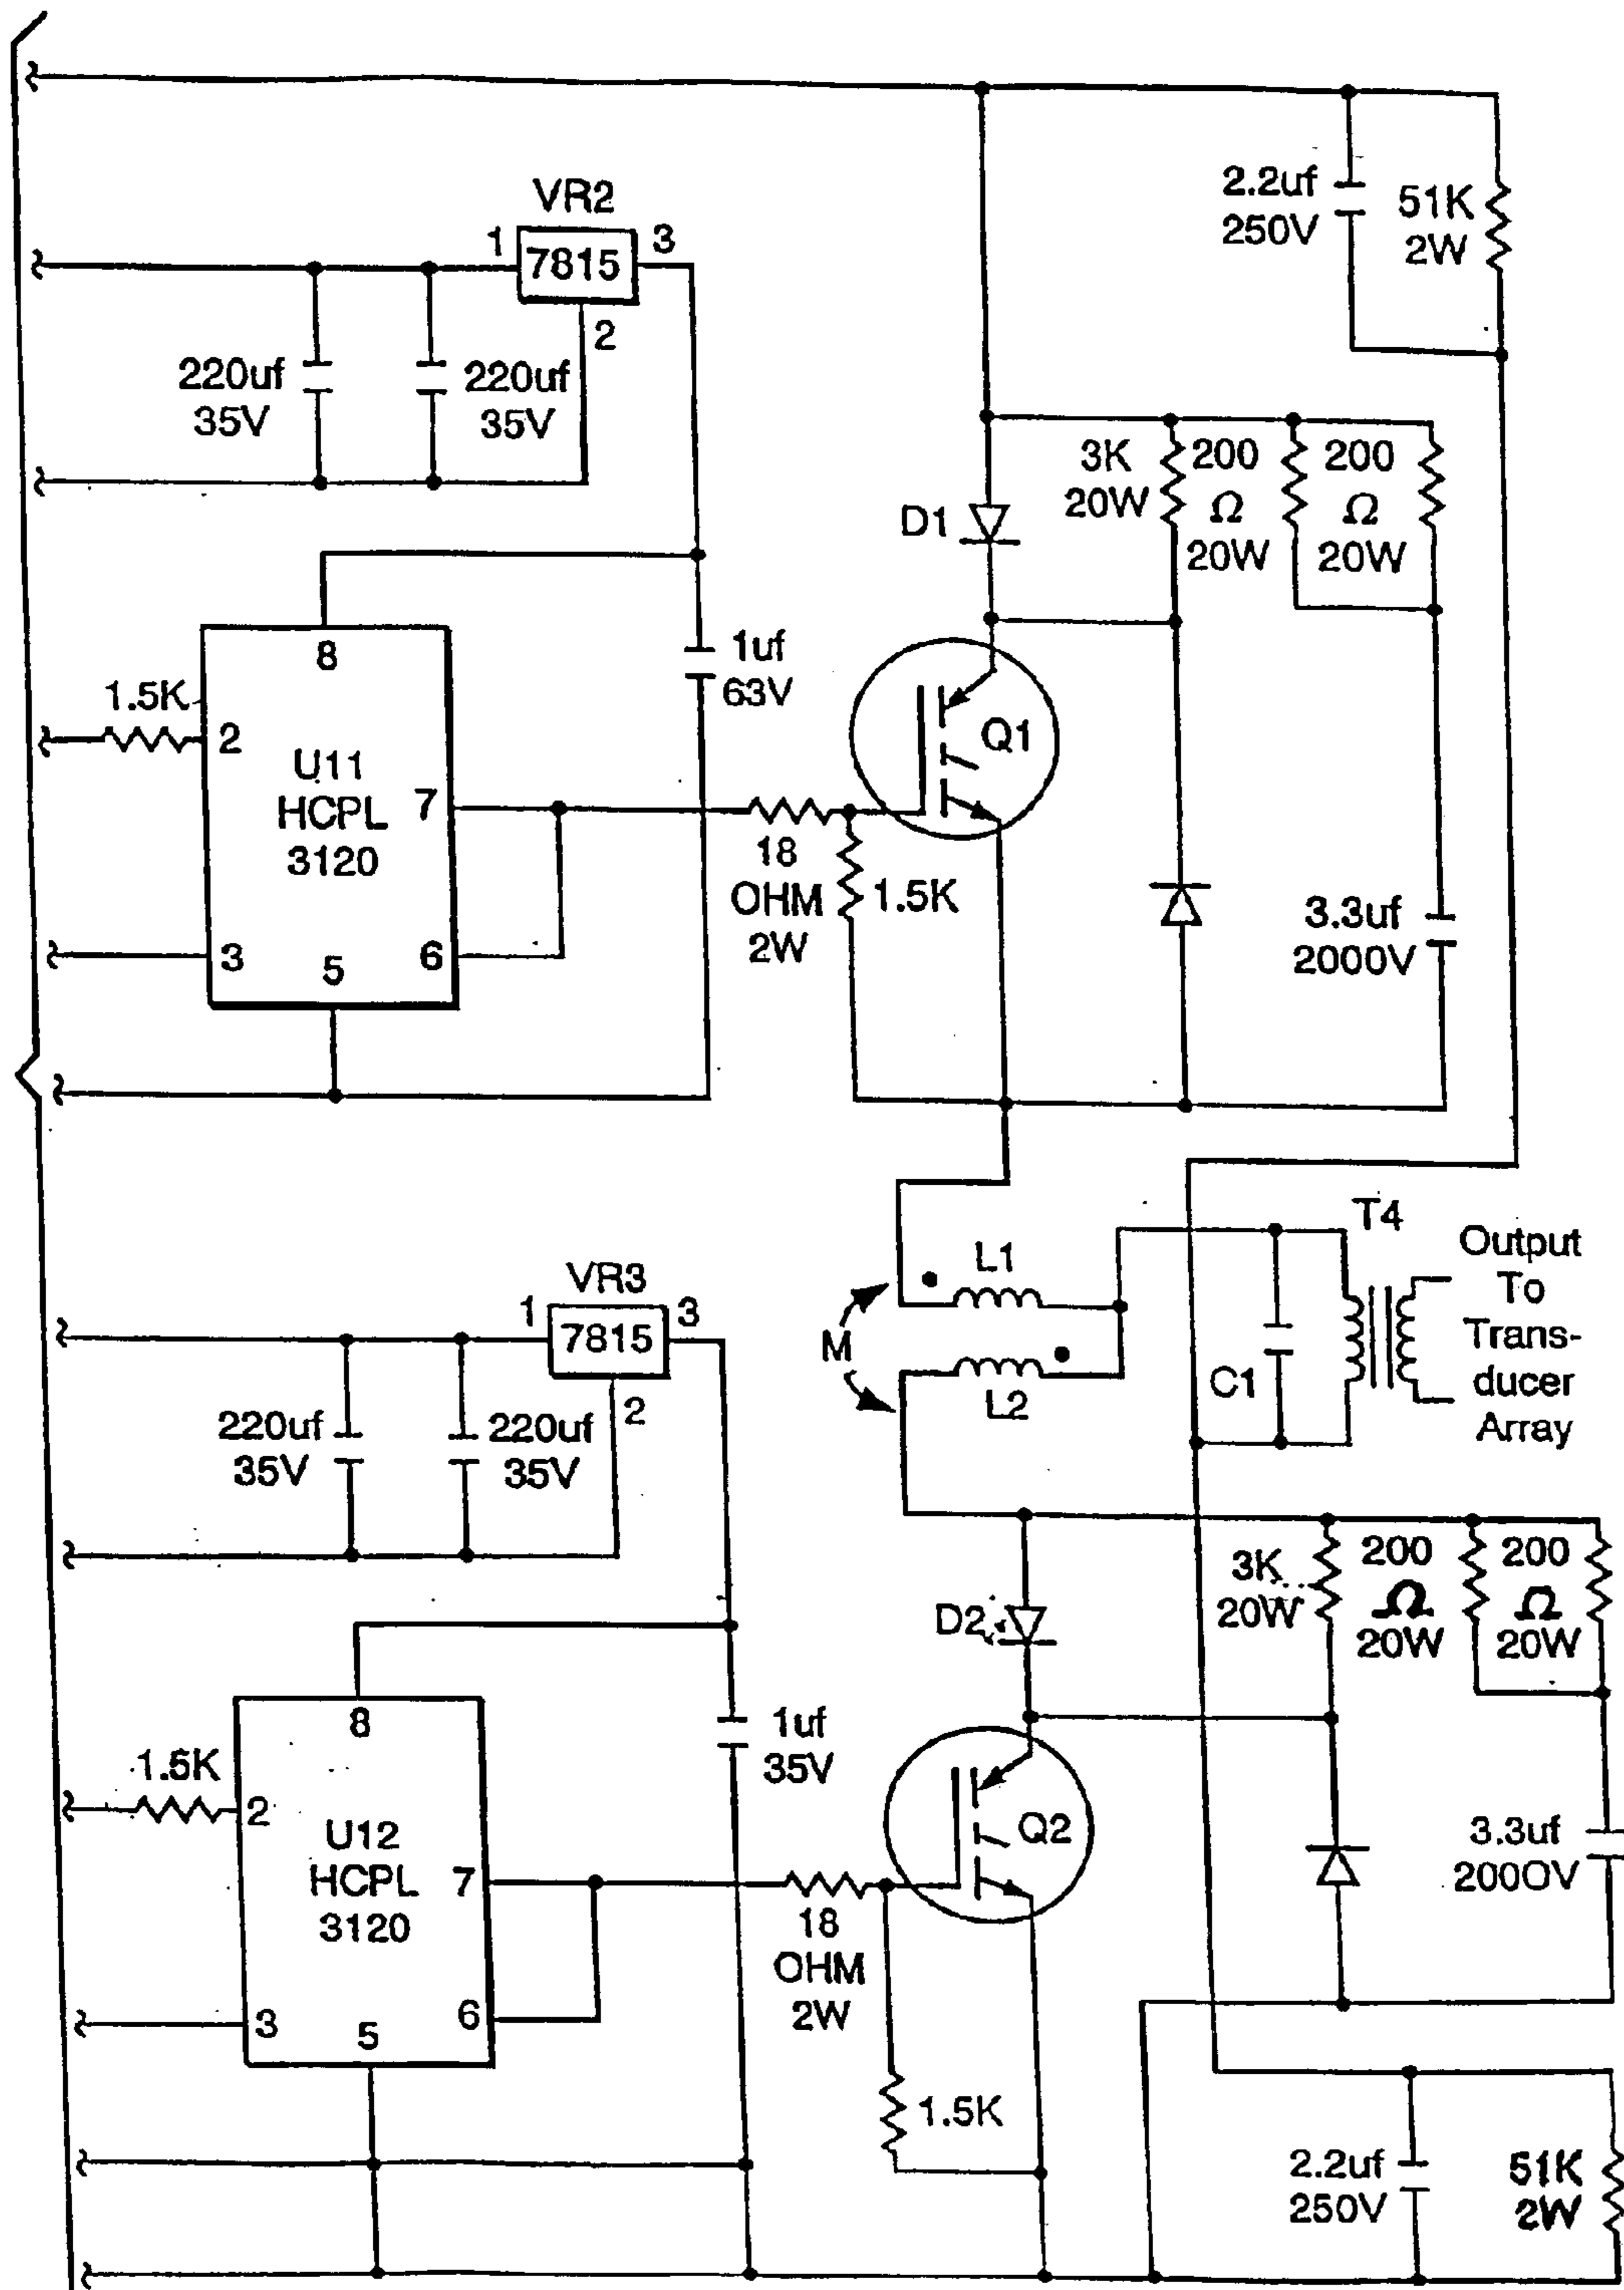 2.2uf
250V
51K
2W
VR2
1
7815
3
2
220uf
35V
220uf
35V
3K
20W
200
Ω
20W
200
Ω
20W
D1
8
1uf
63V
1.5K
2
U11
HCPL
3120
7
Q1
18
OHM
2W
1.5K
3.3uf
2000V
3
5
6
T4
Output
To
Trans-
ducer
Array
L1
M
L2
C1
VR3
1
7815
3
2
220uf
35V
220uf
35V
3K
20W
200
Ω
20W
200
Ω
20W
D2
8
1uf
35V
1.5K
2
U12
HCPL
3120
7
Q2
18
OHM
2W
3.3uf
2000V
3
5
6
1.5K
2.2uf
250V
51K
2W